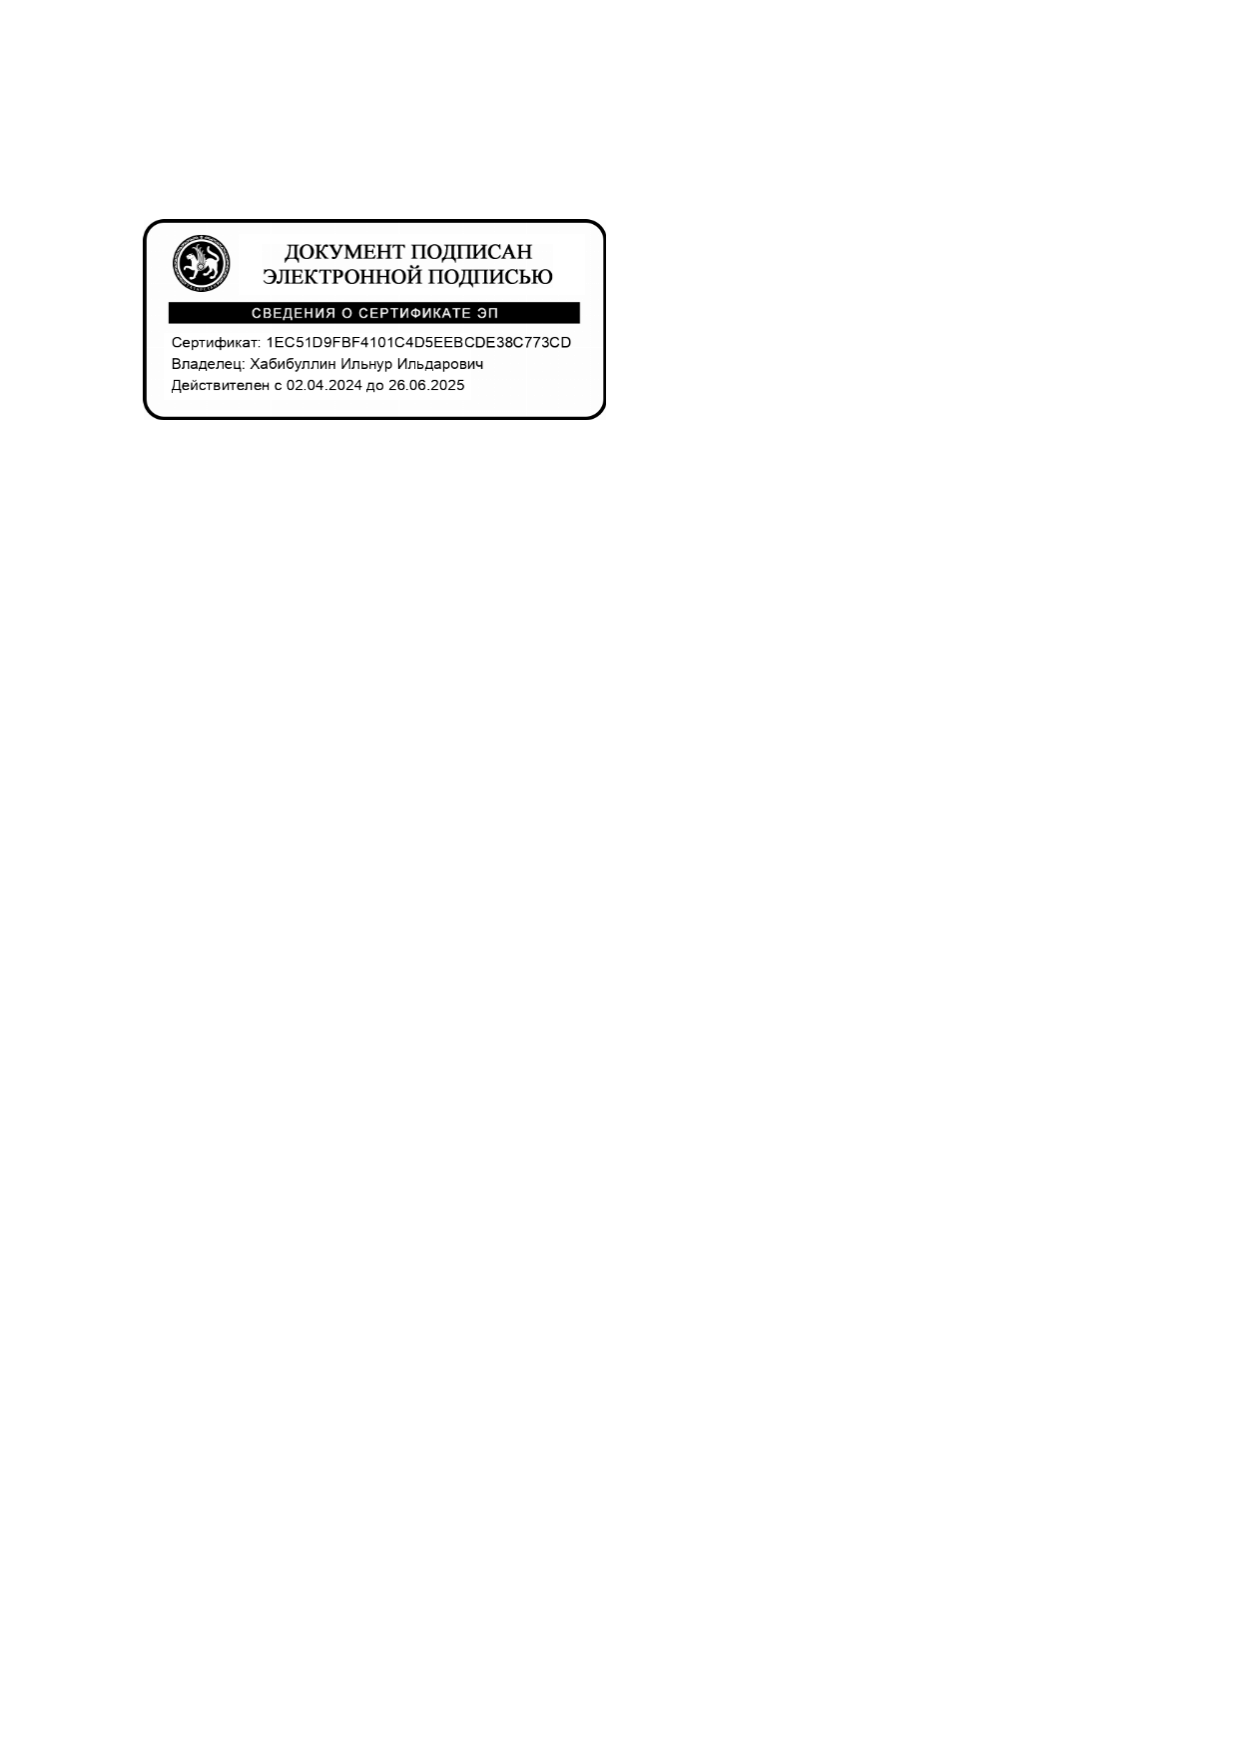 ДОКУМЕНТ ПОДПИСАН
ЭЛЕКТРОННОЙ ПОДПИСЬЮ
СВЕДЕНИЯ О СЕРТИФИКАТЕ ЭП
Сертификат: 1EC51D9FBF4101C4D5EEBCDE38C773CD
Владелец: Хабибуллин Ильнур Ильдарович
Действителен с 02.04.2024 до 26.06.2025